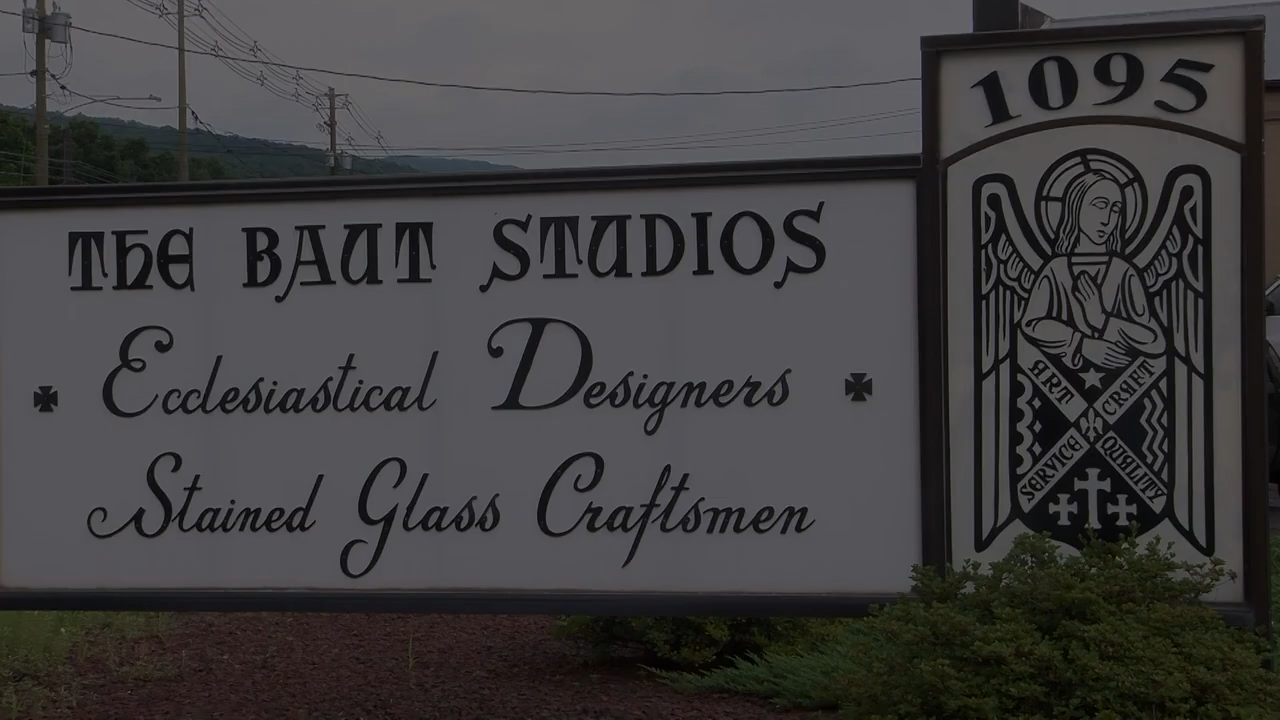 THE BAUT STUDIOS
Ecclesiastical Designers
Stained Glass Craftsmen
1095
ART CRAFT
SERVICE QUALITY